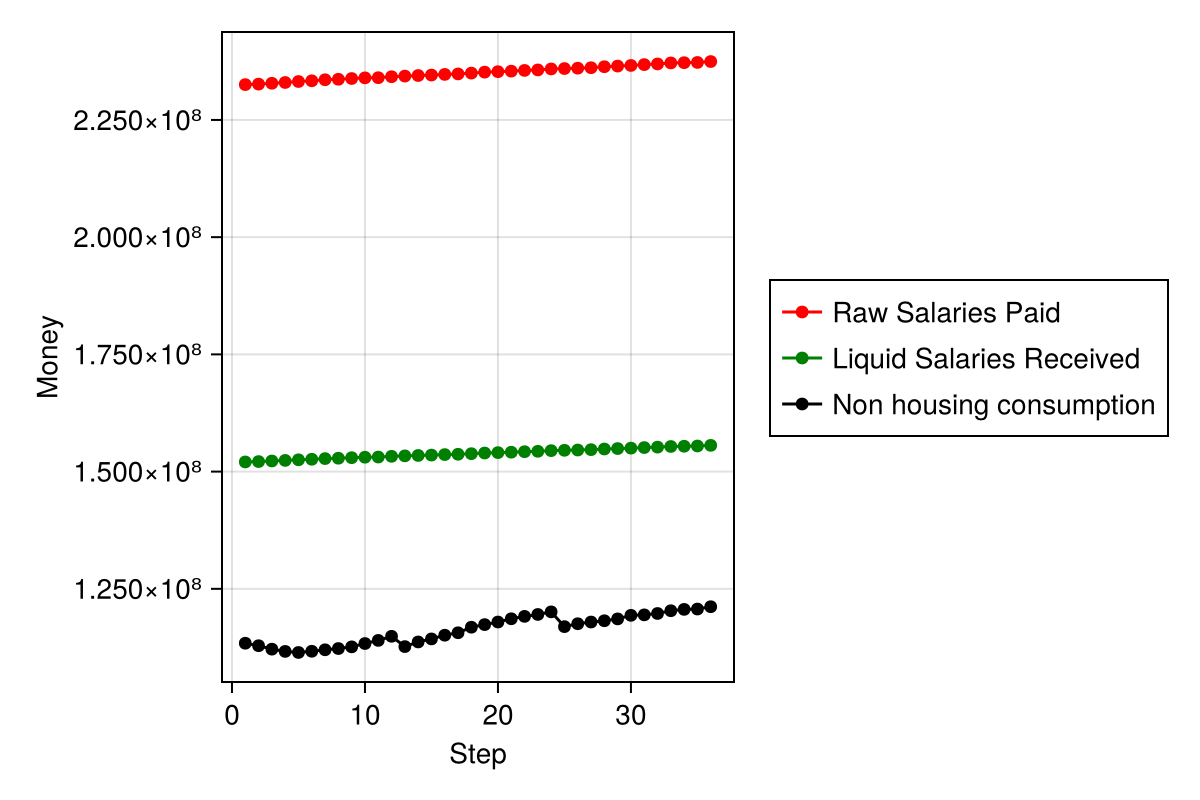 2.250×10⁸
2.000×10⁸
1.750×10⁸
1.500×10⁸
1.250×10⁸
Money
0 10 20 30
Step
Raw Salaries Paid
Liquid Salaries Received
Non housing consumption